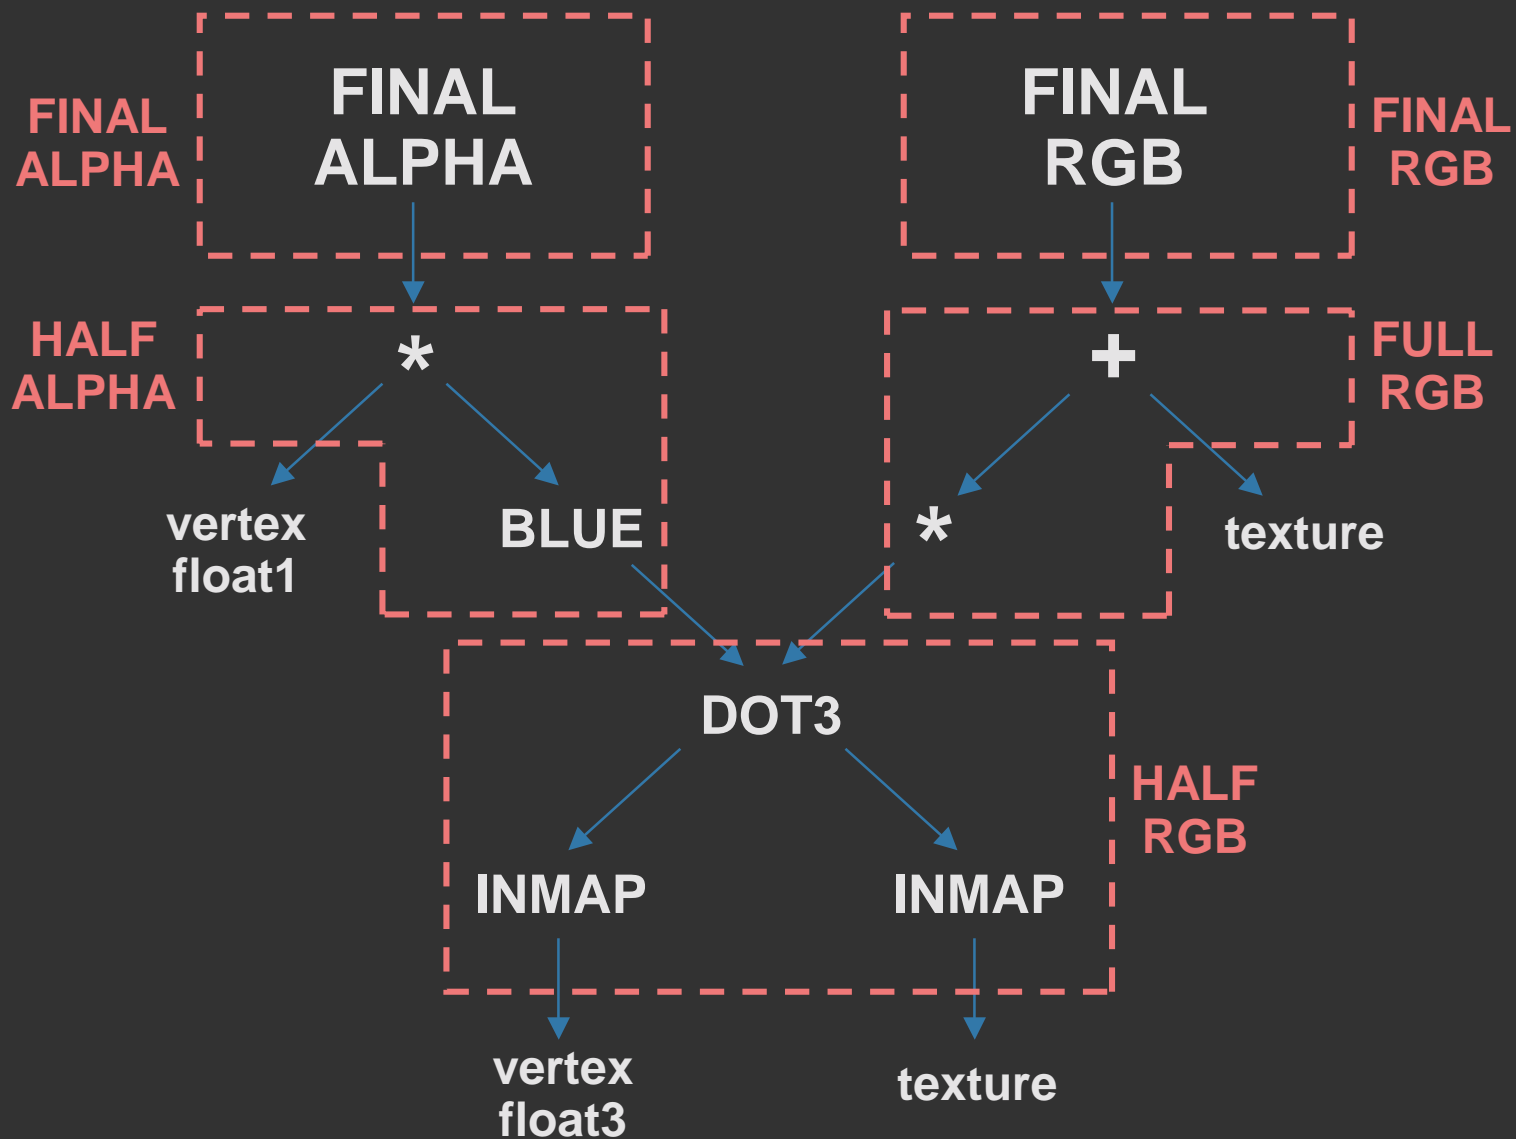 FINAL
ALPHA
FINAL
ALPHA
FINAL
RGB
FINAL
RGB
HALF
ALPHA
*
+
FULL
RGB
vertex
float1
BLUE
*
texture
DOT3
HALF
RGB
INMAP
INMAP
vertex
float3
texture